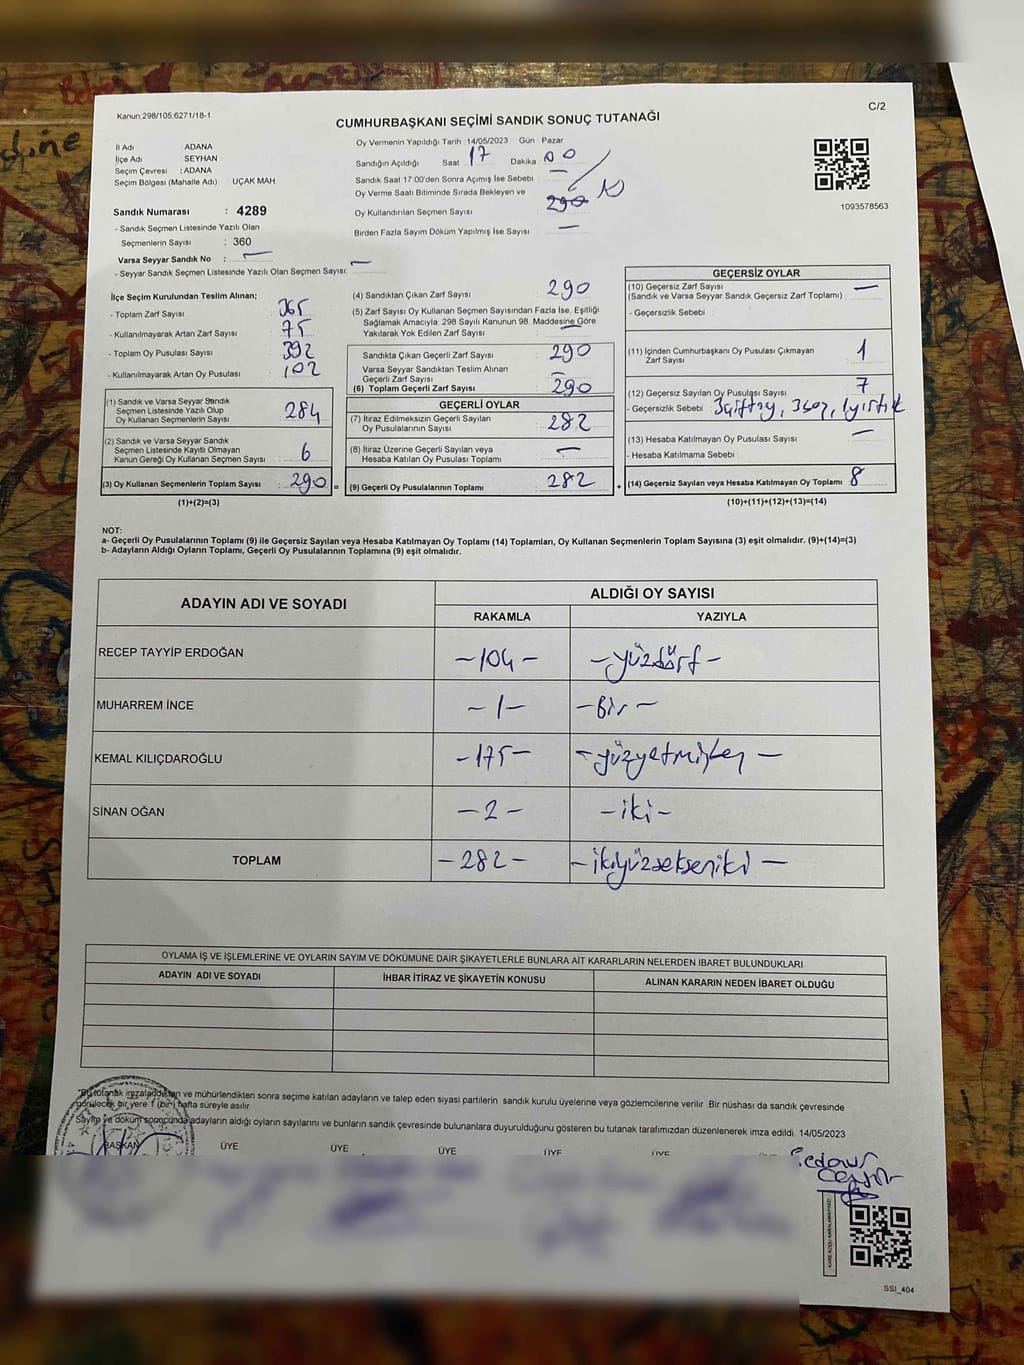 Kanun:298/105;6271/18-1
C/2
CUMHURBAŞKANI SEÇİMİ SANDIK SONUÇ TUTANAĞI
İl Adı ADANA
İlçe Adı SEYHAN
Seçim Çevresi : ADANA
Seçim Bölgesi (Mahalle Adı) UÇAK MAH
Sandık Numarası : 4289
- Sandık Seçmen Listesinde Yazılı Olan
Seçmenlerin Sayısı : 360
Varsa Seyyar Sandık No : —
- Seyyar Sandık Seçmen Listesinde Yazılı Olan Seçmen Sayısı: —
Oy Vermenin Yapıldığı Tarih :14/05/2023 Gün Pazar
Sandığın Açıldığı Saat 17 Dakika 00
Sandık Saat 17:00'den Sonra Açımış İse Sebebi : —
Oy Verme Saati Bitiminde Sırada Bekleyen ve
Oy Kullandırılan Seçmen Sayısı : 290
Birden Fazla Sayım Döküm Yapılmış İse Sayısı : —
1093578563
İlçe Seçim Kurulundan Teslim Alınan;
- Toplam Zarf Sayısı : 365
- Kullanılmayarak Artan Zarf Sayısı : 75
- Toplam Oy Pusulası Sayısı : 392
- Kullanılmayarak Artan Oy Pusulası : 102
(1) Sandık ve Varsa Seyyar Sandık
Seçmen Listesinde Yazılı Olup
Oy Kullanan Seçmenlerin Sayısı : 284
(2) Sandık ve Varsa Seyyar Sandık
Seçmen Listesinde Kayıtlı Olmayan
Kanun Gereği Oy Kullanan Seçmen Sayısı : 6
(3) Oy Kullanan Seçmenlerin Toplam Sayısı : 290 =
(1)+(2)=(3)
(4) Sandıktan Çıkan Zarf Sayısı : 290
(5) Zarf Sayısı Oy Kullanan Seçmen Sayısından Fazla İse, Eşitliği
Sağlamak Amacıyla; 298 Sayılı Kanunun 98. Maddesine Göre
Yakılarak Yok Edilen Zarf Sayısı : —
Sandıkta Çıkan Geçerli Zarf Sayısı : 290
Varsa Seyyar Sandıktan Teslim Alınan
Geçerli Zarf Sayısı : —
(6) Toplam Geçerli Zarf Sayısı : 290
GEÇERLİ OYLAR
(7) İtiraz Edilmeksizin Geçerli Sayılan
Oy Pusulalarının Sayısı : 282
(8) İtiraz Üzerine Geçerli Sayılan veya
Hesaba Katılan Oy Pusulası Toplamı : —
(9) Geçerli Oy Pusulalarının Toplamı : 282 +
GEÇERSİZ OYLAR
(10) Geçersiz Zarf Sayısı
(Sandık ve Varsa Seyyar Sandık Geçersiz Zarf Toplamı) : —
- Geçersizlik Sebebi :
(11) İçinden Cumhurbaşkanı Oy Pusulası Çıkmayan
Zarf Sayısı : 1
(12) Geçersiz Sayılan Oy Pusulası Sayısı : 7
- Geçersizlik Sebebi :
(13) Hesaba Katılmayan Oy Pusulası Sayısı : —
- Hesaba Katılmama Sebebi :
(14) Geçersiz Sayılan veya Hesaba Katılmayan Oy Toplamı : 8
(10)+(11)+(12)+(13)=(14)
NOT:
a- Geçerli Oy Pusulalarının Toplamı (9) ile Geçersiz Sayılan veya Hesaba Katılmayan Oy Toplamı (14) Toplamları, Oy Kullanan Seçmenlerin Toplam Sayısına (3) eşit olmalıdır. (9)+(14)=(3)
b- Adayların Aldığı Oyların Toplamı, Geçerli Oy Pusulalarının Toplamına (9) eşit olmalıdır.
ADAYIN ADI VE SOYADI
ALDIĞI OY SAYISI
RAKAMLA YAZIYLA
RECEP TAYYİP ERDOĞAN -104- -yüzdört-
MUHARREM İNCE -1- -Bir-
KEMAL KILIÇDAROĞLU -175- -yüzyetmişbeş-
SİNAN OĞAN -2- -iki-
TOPLAM -282- -ikiyüzsekseniki-
OYLAMA İŞ VE İŞLEMLERİNE VE OYLARIN SAYIM VE DÖKÜMÜNE DAİR ŞİKAYETLERLE BUNLARA AİT KARARLARIN NELERDEN İBARET BULUNDUKLARI
ADAYIN ADI VE SOYADI İHBAR İTİRAZ VE ŞİKAYETİN KONUSU ALINAN KARARIN NEDEN İBARET OLDUĞU
*Bu tutanak imzalandıktan ve mühürlendikten sonra seçime katılan adayların ve talep eden siyasi partilerin sandık kurulu üyelerine veya gözlemcilerine verilir. Bir nüshası da sandık çevresinde
görülecek bir yere 1 (bir) hafta süreyle asılır.
Sayım ve döküm sonucunda adayların aldığı oyların sayılarını ve bunların sandık çevresinde bulunanlara duyurulduğunu gösteren bu tutanak tarafımızdan düzenlenerek imza edildi. 14/05/2023
BAŞKAN ÜYE ÜYE ÜYE ÜYE ÜYE
SSI_404